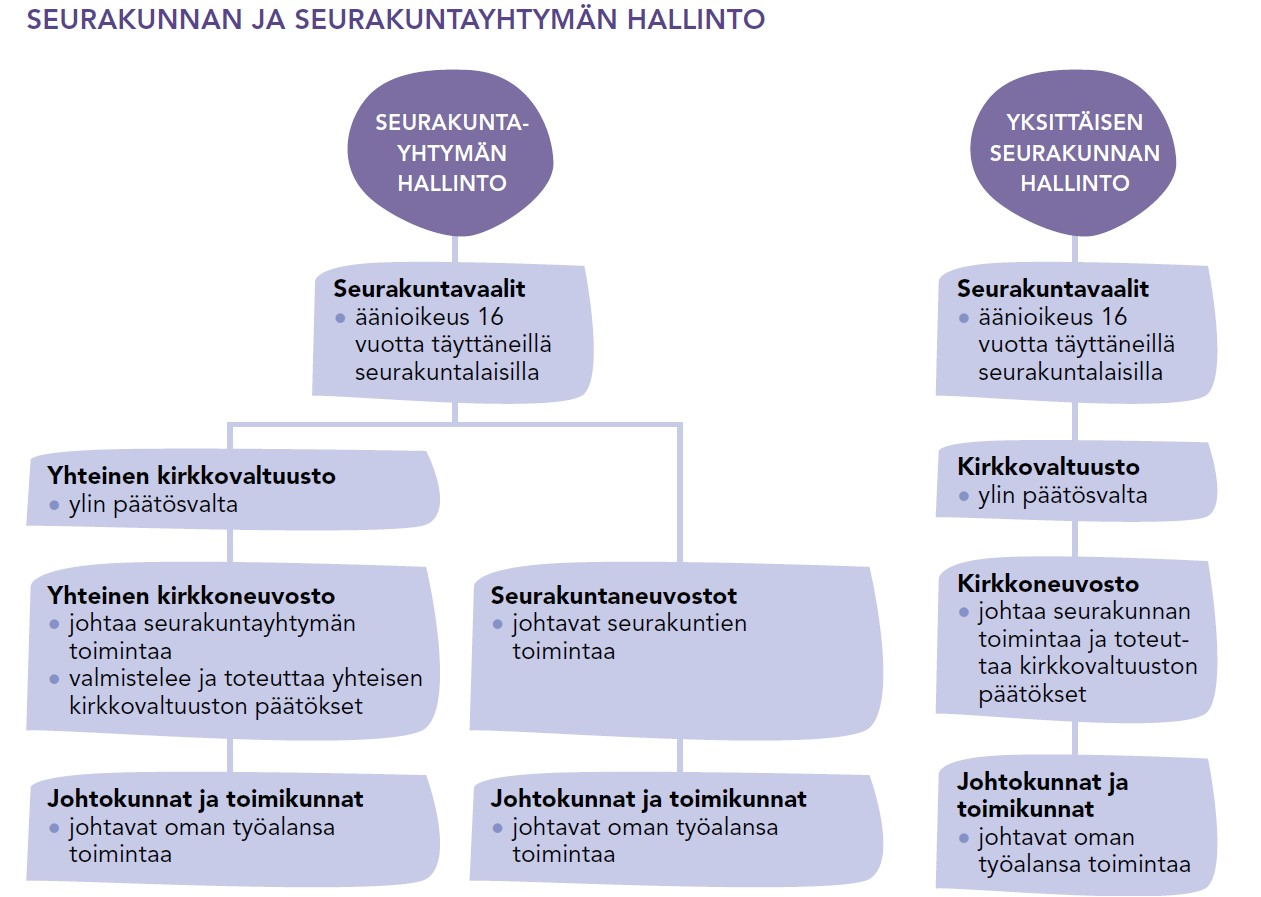 SEURAKUNNAN JA SEURAKUNTAYHTYMÄN HALLINTO
SEURAKUNTA-
YHTYMÄN
HALLINTO
Seurakuntavaalit
• äänioikeus 16
vuotta täyttäneillä
seurakuntalaisilla
Yhteinen kirkkovaltuusto
• ylin päätösvalta
Yhteinen kirkkoneuvosto
• johtaa seurakuntayhtymän
toimintaa
• valmistelee ja toteuttaa yhteisen
kirkkovaltuuston päätökset
Johtokunnat ja toimikunnat
• johtavat oman työalansa
toimintaa
Seurakuntaneuvostot
• johtavat seurakuntien
toimintaa
Johtokunnat ja toimikunnat
• johtavat oman työalansa
toimintaa
YKSITTÄISEN
SEURAKUNNAN
HALLINTO
Seurakuntavaalit
• äänioikeus 16
vuotta täyttäneillä
seurakuntalaisilla
Kirkkovaltuusto
• ylin päätösvalta
Kirkkoneuvosto
• johtaa seurakunnan
toimintaa ja toteut-
taa kirkkovaltuuston
päätökset
Johtokunnat ja
toimikunnat
• johtavat oman
työalansa toimintaa